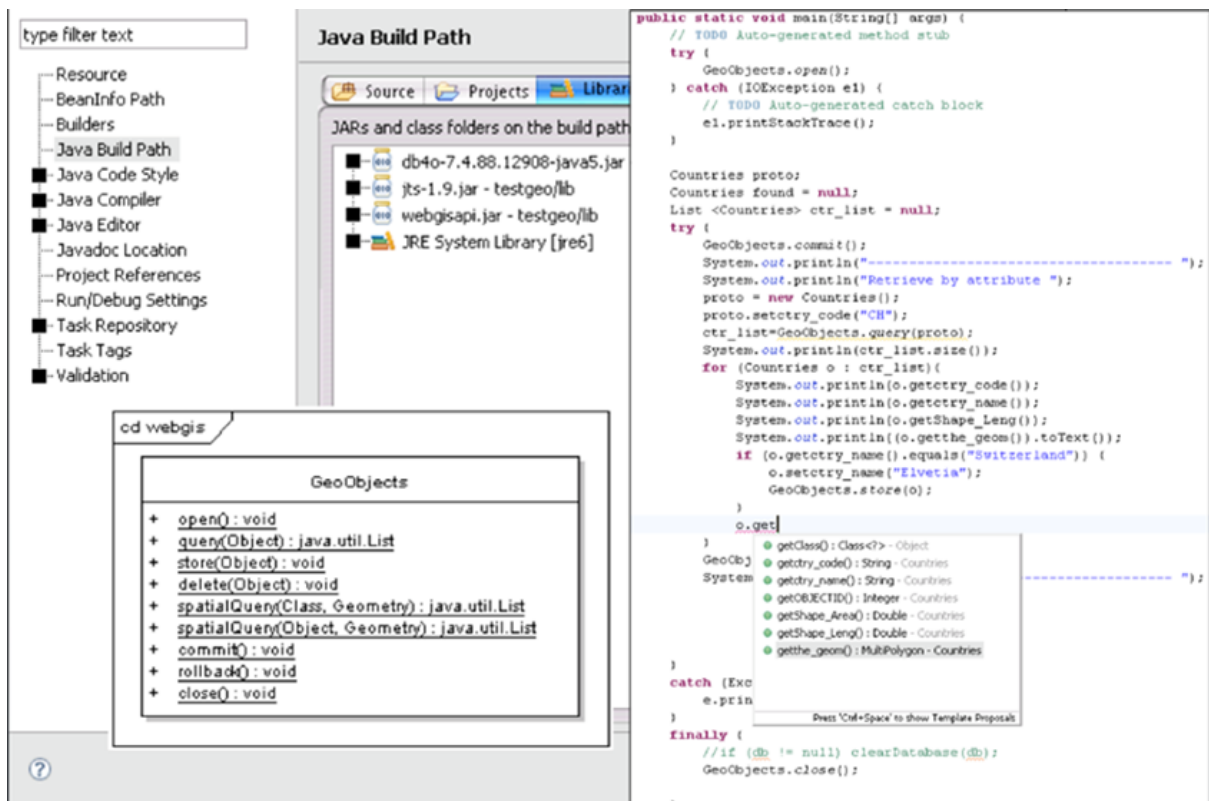 type filter text
Resource
BeanInfo Path
Builders
Java Build Path
Java Code Style
Java Compiler
Java Editor
Javadoc Location
Project References
Run/Debug Settings
Task Repository
Task Tags
Validation
Java Build Path
Source Projects Librari
JARs and class folders on the build path
db4o-7.4.88.12908-java5.jar
jts-1.9.jar - testgeo/lib
webgisapi.jar - testgeo/lib
JRE System Library [jre6]
cd webgis
GeoObjects
+ open() : void
+ query(Object) : java.util.List
+ store(Object) : void
+ delete(Object) : void
+ spatialQuery(Class, Geometry) : java.util.List
+ spatialQuery(Object, Geometry) : java.util.List
+ commit() : void
+ rollback() : void
+ close() : void
?
public static void main(String[] args) {
// TODO Auto-generated method stub
try {
GeoObjects.open();
} catch (IOException e1) {
// TODO Auto-generated catch block
e1.printStackTrace();
}
Countries proto;
Countries found = null;
List <Countries> ctr_list = null;
try {
GeoObjects.commit();
System.out.println("------------------------------------ ");
System.out.println("Retrieve by attribute ");
proto = new Countries();
proto.setctry_code("CH");
ctr_list=GeoObjects.query(proto);
System.out.println(ctr_list.size());
for (Countries o : ctr_list){
System.out.println(o.getctry_code());
System.out.println(o.getctry_name());
System.out.println(o.getShape_Leng());
System.out.println((o.getthe_geom()).toText());
if (o.getctry_name().equals("Switzerland")) {
o.setctry_name("Elvetia");
GeoObjects.store(o);
}
o.get
}
GeoObj
System ------------------ ");
getClass() : Class<?> - Object
getctry_code() : String - Countries
getctry_name() : String - Countries
getOBJECTID() : Integer - Countries
getShape_Area() : Double - Countries
getShape_Leng() : Double - Countries
getthe_geom() : MultiPolygon - Countries
Press 'Ctrl+Space' to show Template Proposals
}
catch (Exc
e.prin
}
finally {
//if (db != null) clearDatabase(db);
GeoObjects.close();